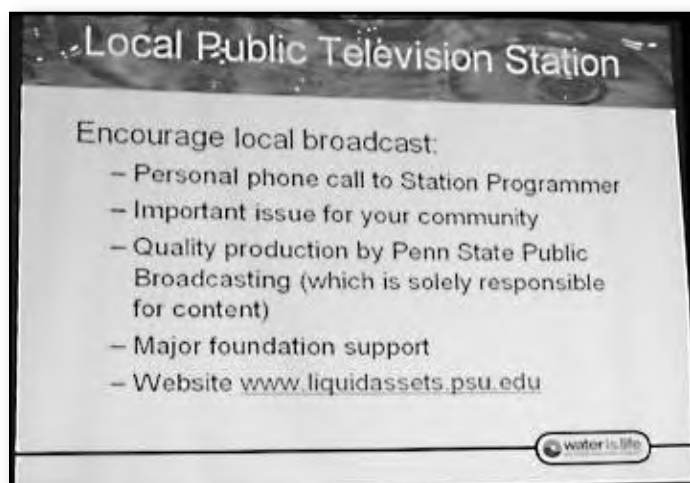 Local Public Television Station
Encourage local broadcast:
– Personal phone call to Station Programmer
– Important issue for your community
– Quality production by Penn State Public
Broadcasting (which is solely responsible
for content)
– Major foundation support
– Website www.liquidassets.psu.edu
water is life